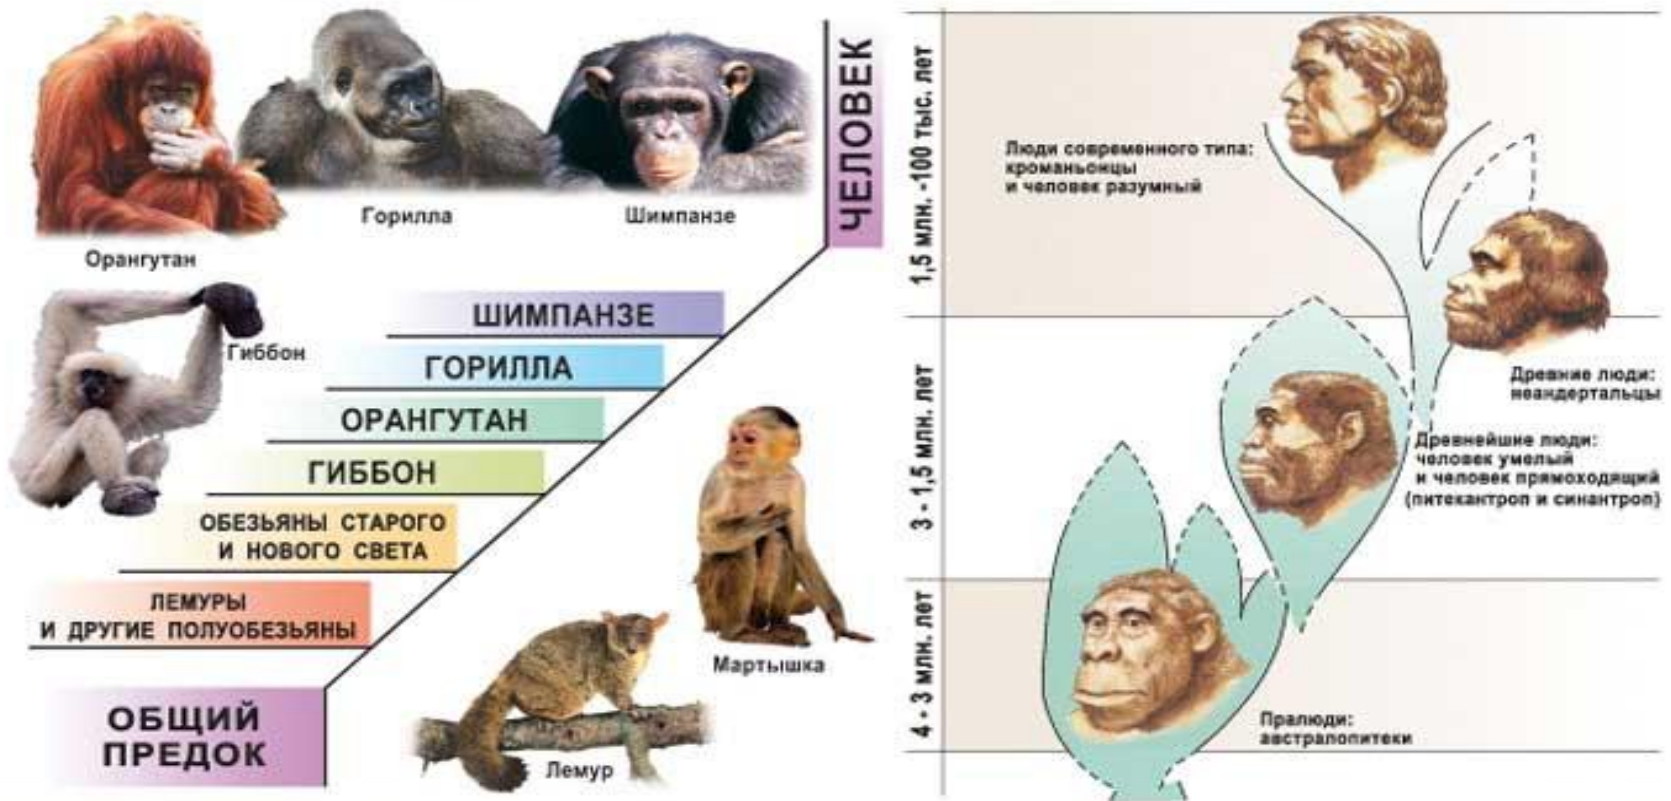 Орангутан
Горилла
Шимпанзе
Гиббон
ЧЕЛОВЕК
ШИМПАНЗЕ
ГОРИЛЛА
ОРАНГУТАН
ГИББОН
ОБЕЗЬЯНЫ СТАРОГО
И НОВОГО СВЕТА
ЛЕМУРЫ
И ДРУГИЕ ПОЛУОБЕЗЬЯНЫ
ОБЩИЙ
ПРЕДОК
Мартышка
Лемур
1,5 млн. -100 тыс. лет
3 - 1,5 млн. лет
4 - 3 млн. лет
Люди современного типа:
кроманьонцы
и человек разумный
Древние люди:
неандертальцы
Древнейшие люди:
человек умелый
и человек прямоходящий
(питекантроп и синантроп)
Пралюди:
австралопитеки